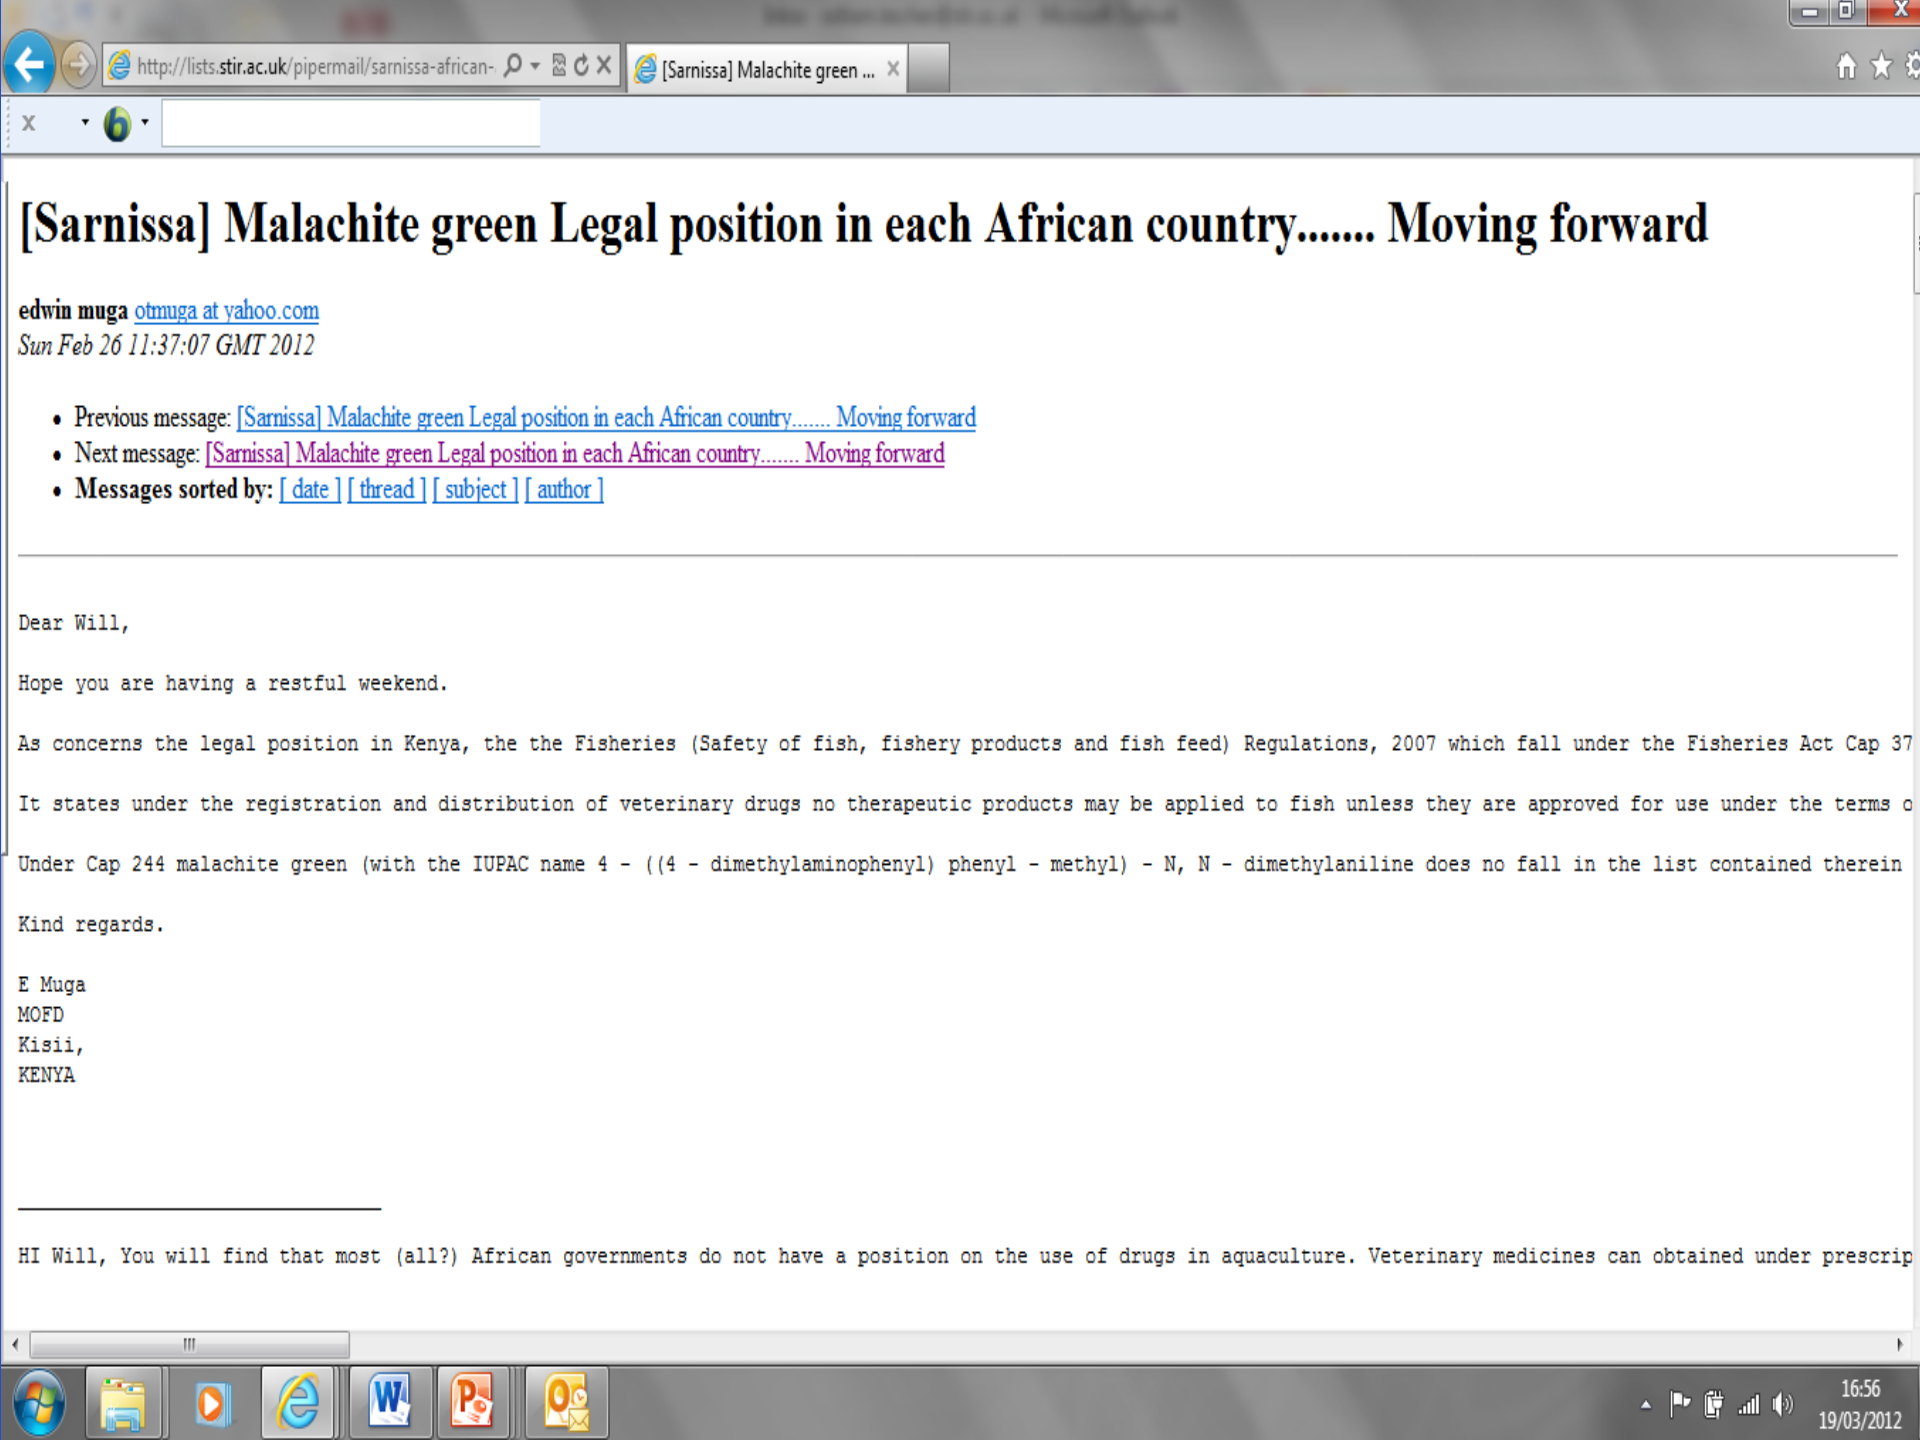 http://lists.stir.ac.uk/pipermail/sarnissa-african-
[Sarnissa] Malachite green ...
[Sarnissa] Malachite green Legal position in each African country....... Moving forward
edwin muga otmuga at yahoo.com
Sun Feb 26 11:37:07 GMT 2012
• Previous message: [Sarnissa] Malachite green Legal position in each African country....... Moving forward
• Next message: [Sarnissa] Malachite green Legal position in each African country....... Moving forward
• Messages sorted by: [ date ] [ thread ] [ subject ] [ author ]
Dear Will,
Hope you are having a restful weekend.
As concerns the legal position in Kenya, the the Fisheries (Safety of fish, fishery products and fish feed) Regulations, 2007 which fall under the Fisheries Act Cap 37
It states under the registration and distribution of veterinary drugs no therapeutic products may be applied to fish unless they are approved for use under the terms o
Under Cap 244 malachite green (with the IUPAC name 4 - ((4 - dimethylaminophenyl) phenyl - methyl) - N, N - dimethylaniline does no fall in the list contained therein
Kind regards.
E Muga
MOFD
Kisii,
KENYA
HI Will, You will find that most (all?) African governments do not have a position on the use of drugs in aquaculture. Veterinary medicines can obtained under prescrip
16:56
19/03/2012